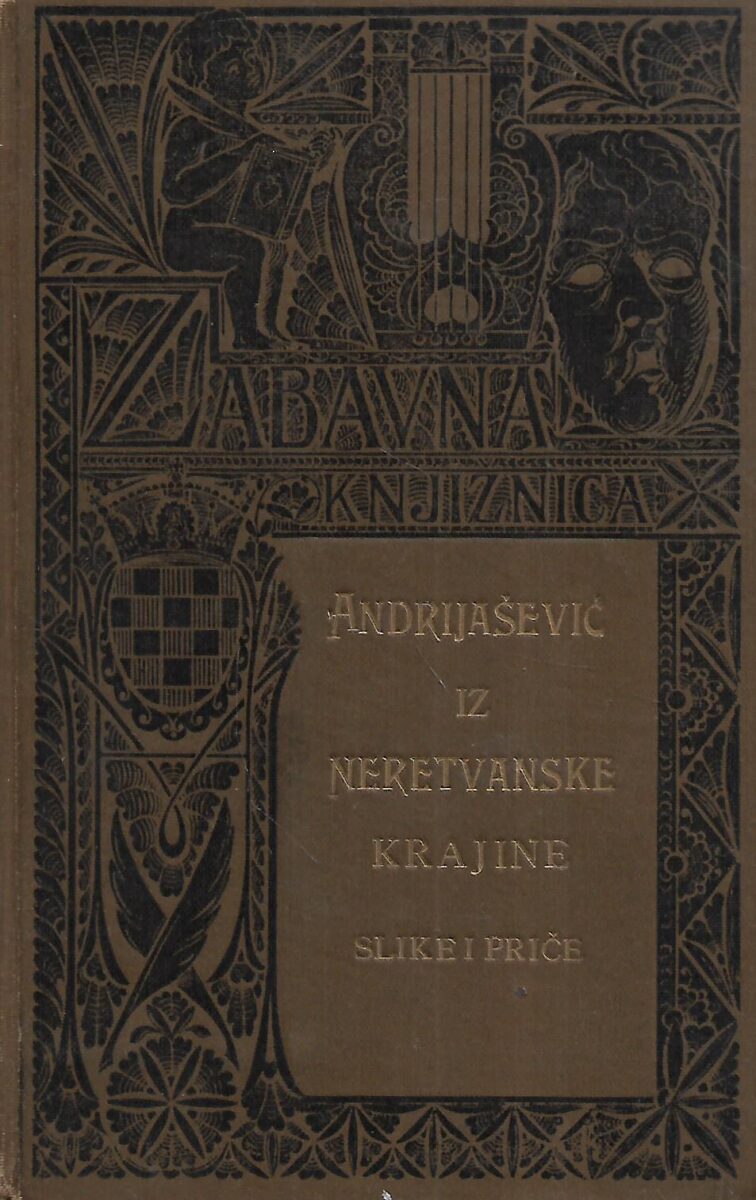 ZABAVNA
KNJIZNICA
ANDRIJAŠEVIĆ
IZ
NERETVANSKE
KRAJINE
SLIKE I PRIČE